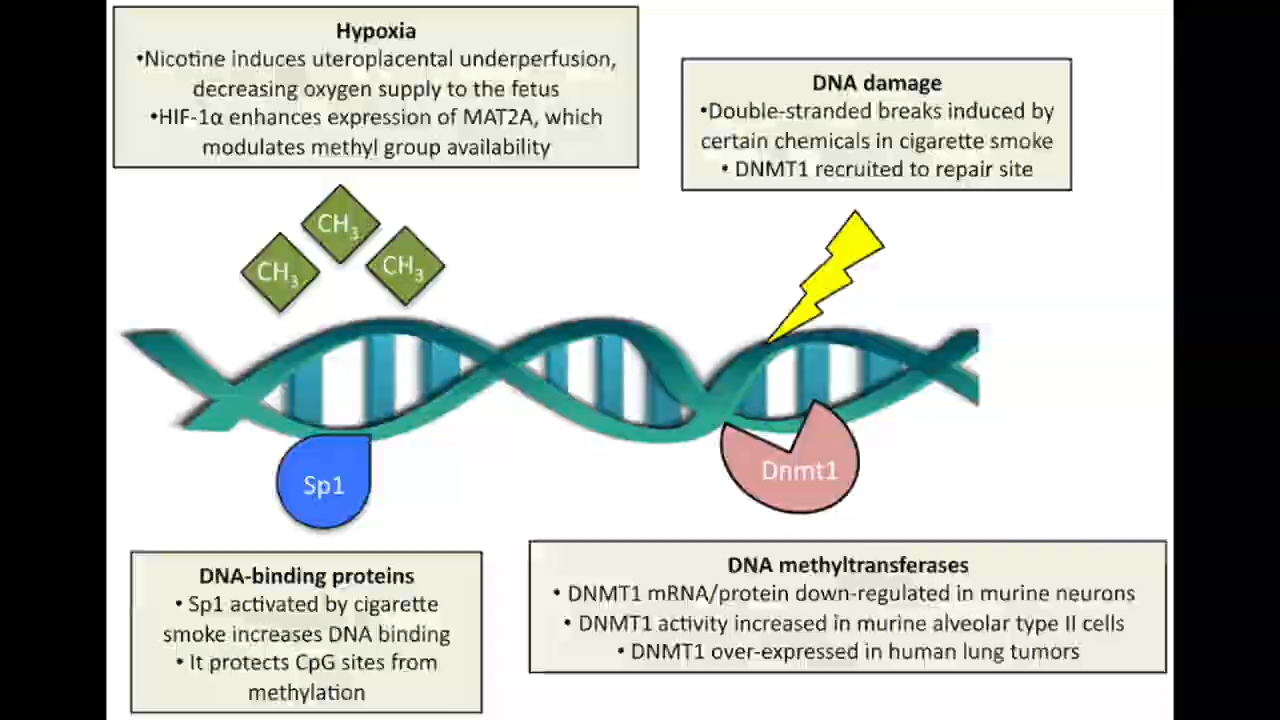 Hypoxia
•Nicotine induces uteroplacental underperfusion,
decreasing oxygen supply to the fetus
•HIF-1α enhances expression of MAT2A, which
modulates methyl group availability
DNA damage
•Double-stranded breaks induced by
certain chemicals in cigarette smoke
• DNMT1 recruited to repair site
CH₃
CH₃
CH₃
Sp1
Dnmt1
DNA-binding proteins
• Sp1 activated by cigarette
smoke increases DNA binding
• It protects CpG sites from
methylation
DNA methyltransferases
• DNMT1 mRNA/protein down-regulated in murine neurons
• DNMT1 activity increased in murine alveolar type II cells
• DNMT1 over-expressed in human lung tumors